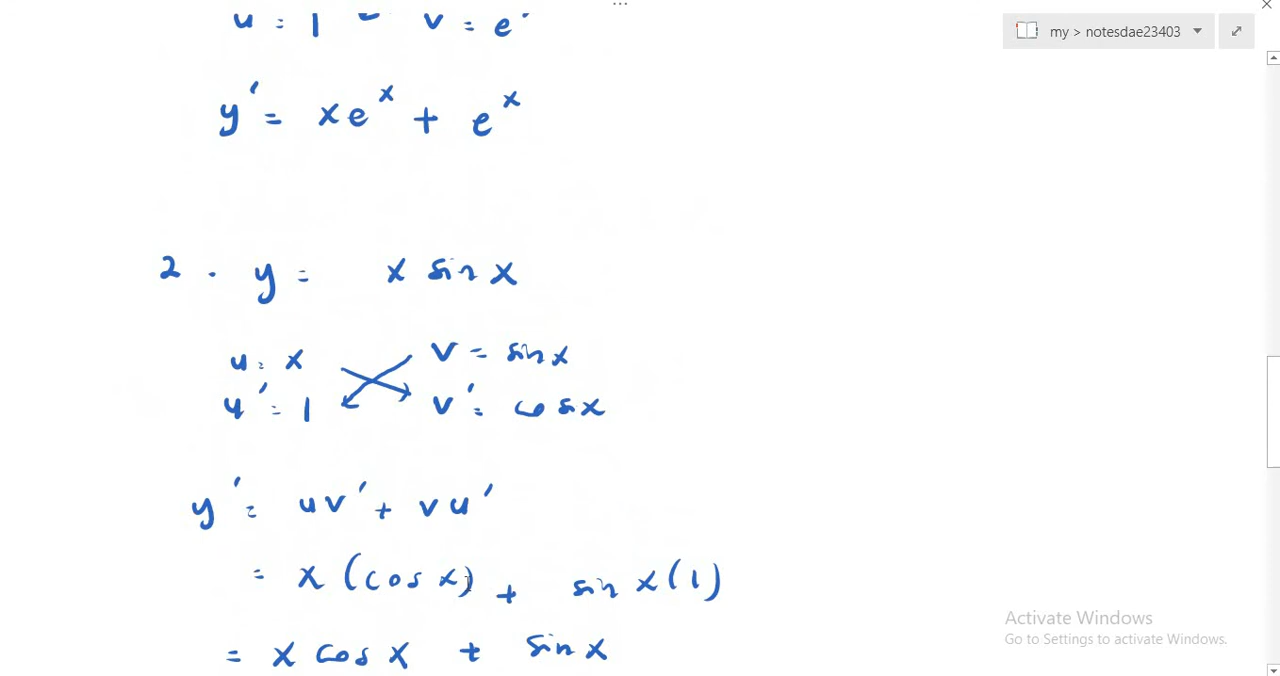 my > notesdae23403
u = 1 v = e
y' = xe^x + e^x
2 . y = x sin x
u = x v = sin x
u' = 1 v' = cos x
y' = uv' + vu'
= x (cos x) + sin x (1)
= x cos x + sin x
Activate Windows
Go to Settings to activate Windows.